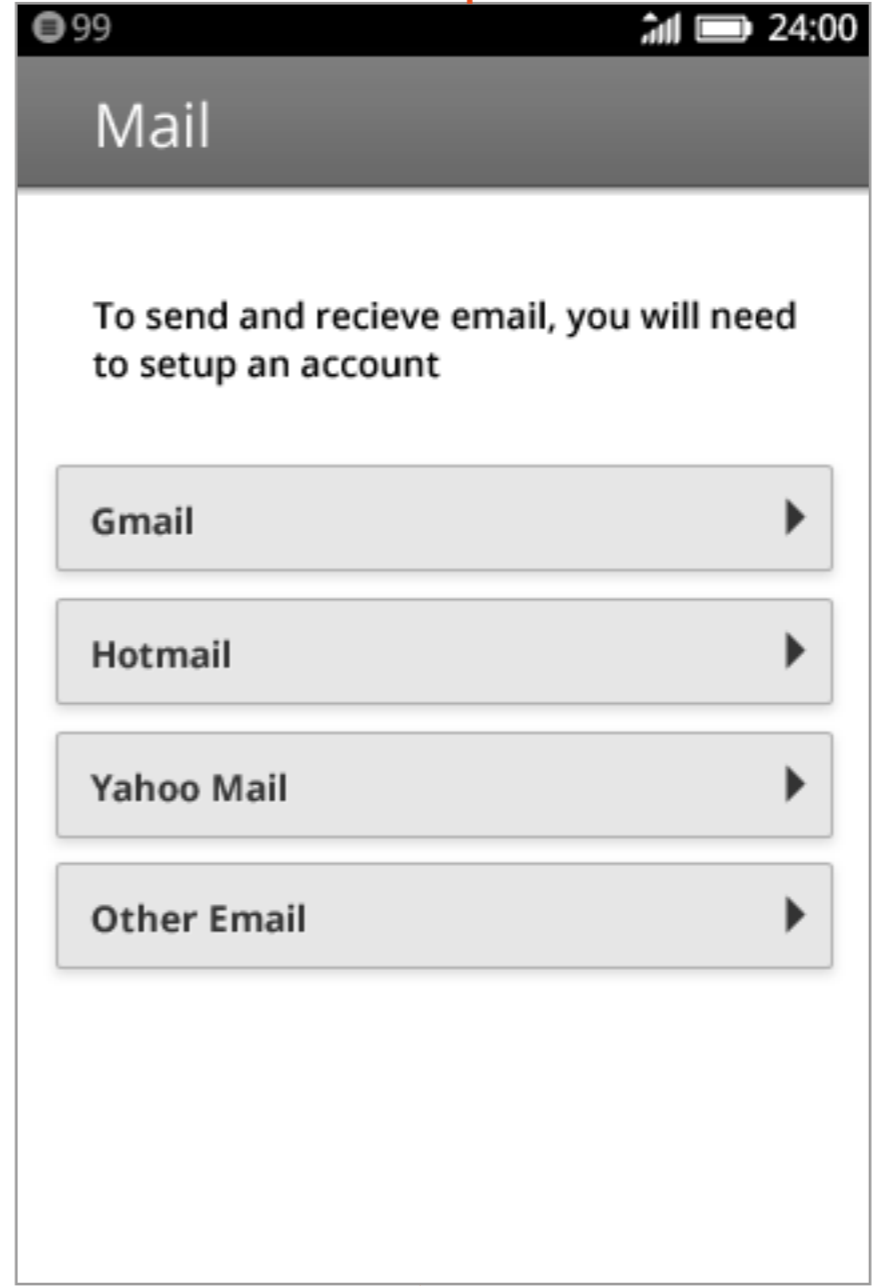 99 24:00
Mail
To send and recieve email, you will need
to setup an account
Gmail
Hotmail
Yahoo Mail
Other Email